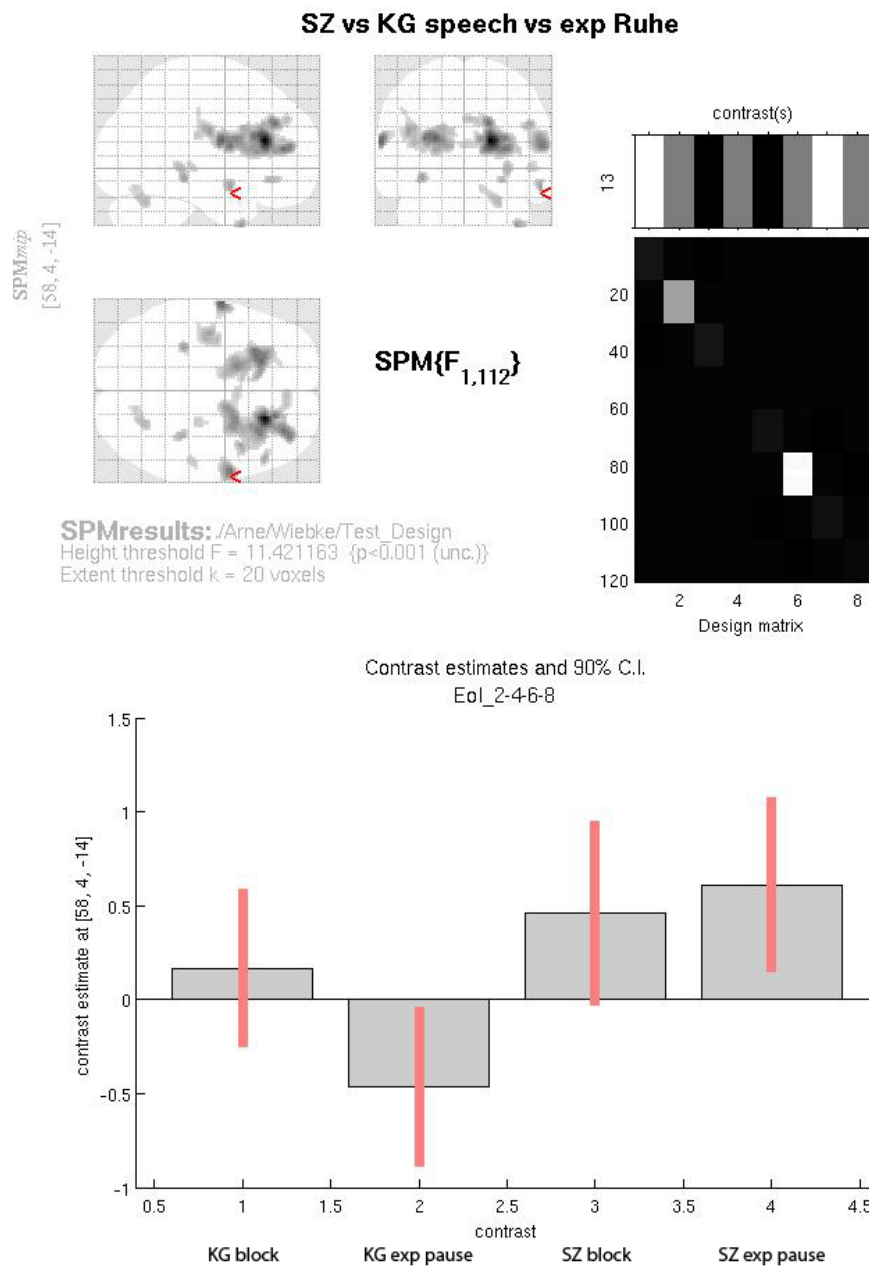 SZ vs KG speech vs exp Ruhe
SPMmip
[58, 4, -14]
contrast(s)
13
SPM{F1,112}
20
40
60
80
100
120
2 4 6 8
Design matrix
SPMresults: ./Arne/Wiebke/Test_Design
Height threshold F = 11.421163 {p<0.001 (unc.)}
Extent threshold k = 20 voxels
Contrast estimates and 90% C.I.
EoI_2-4-6-8
contrast estimate at [58, 4, -14]
1.5
1
0.5
0
-0.5
-1
0.5 1 1.5 2 2.5 3 3.5 4 4.5
contrast
KG block KG exp pause SZ block SZ exp pause